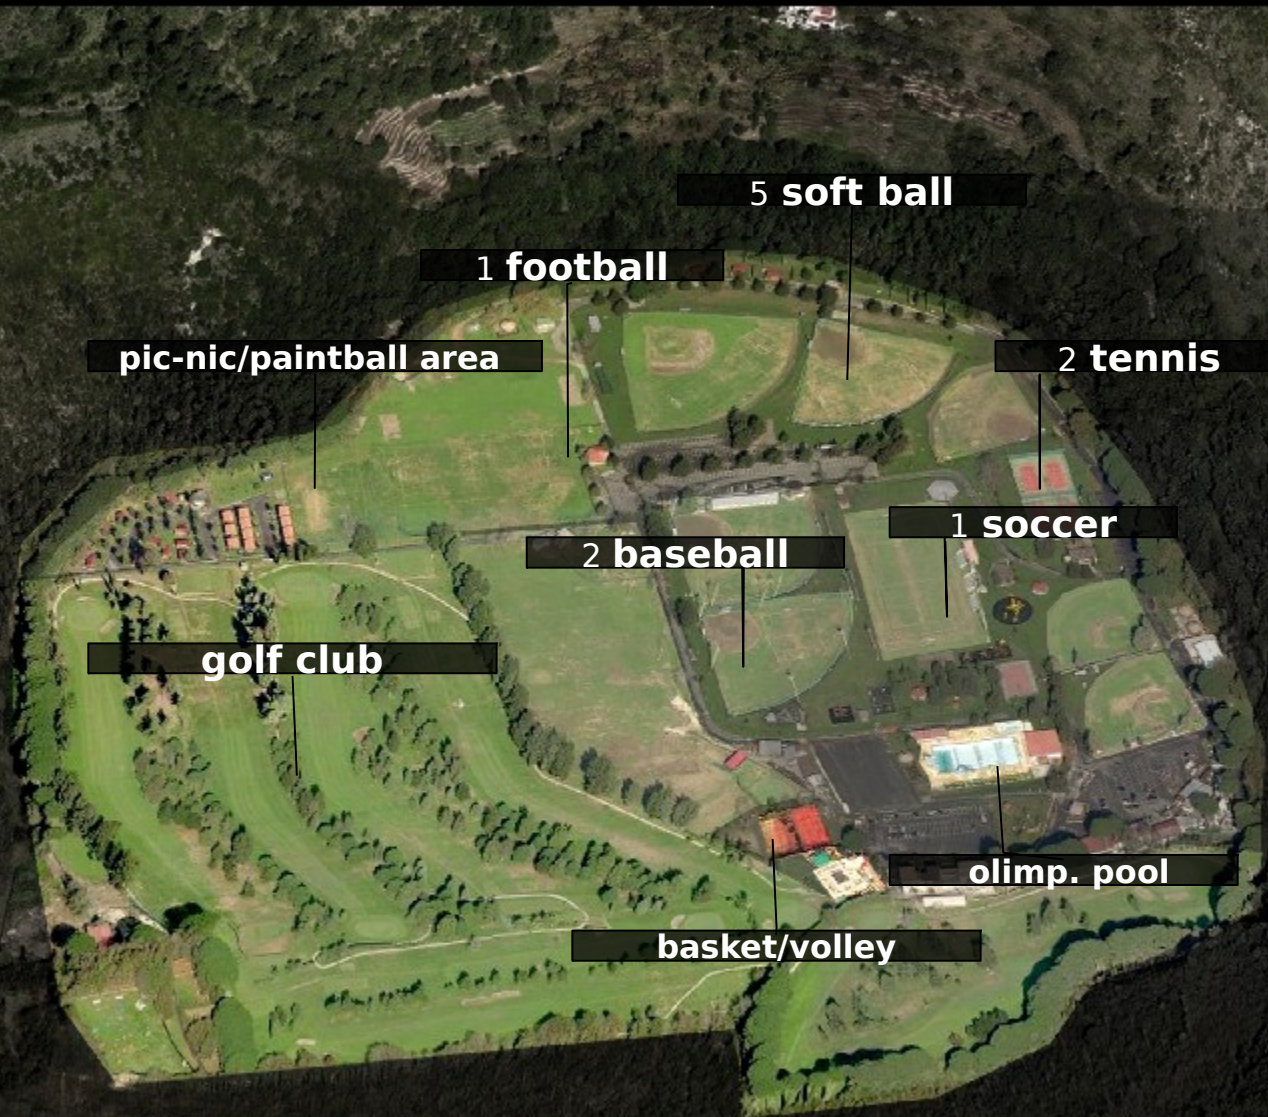 5 soft ball
1 football
pic-nic/paintball area
2 tennis
1 soccer
2 baseball
golf club
olimp. pool
basket/volley